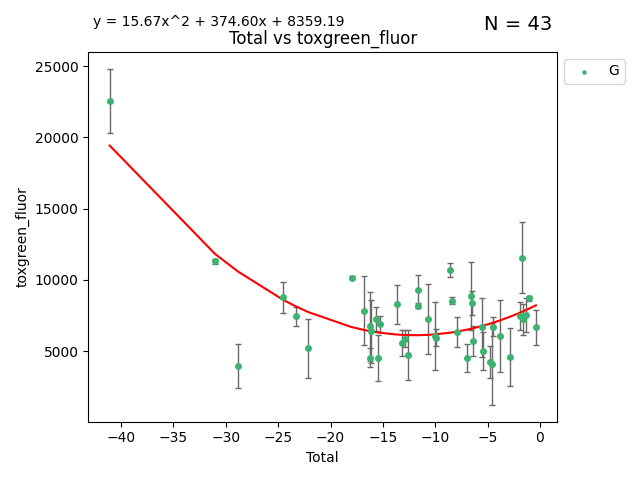 y = 15.67x^2 + 374.60x + 8359.19
N = 43
Total vs toxgreen_fluor
G
25000
20000
15000
10000
5000
toxgreen_fluor
−40 −35 −30 −25 −20 −15 −10 −5 0
Total